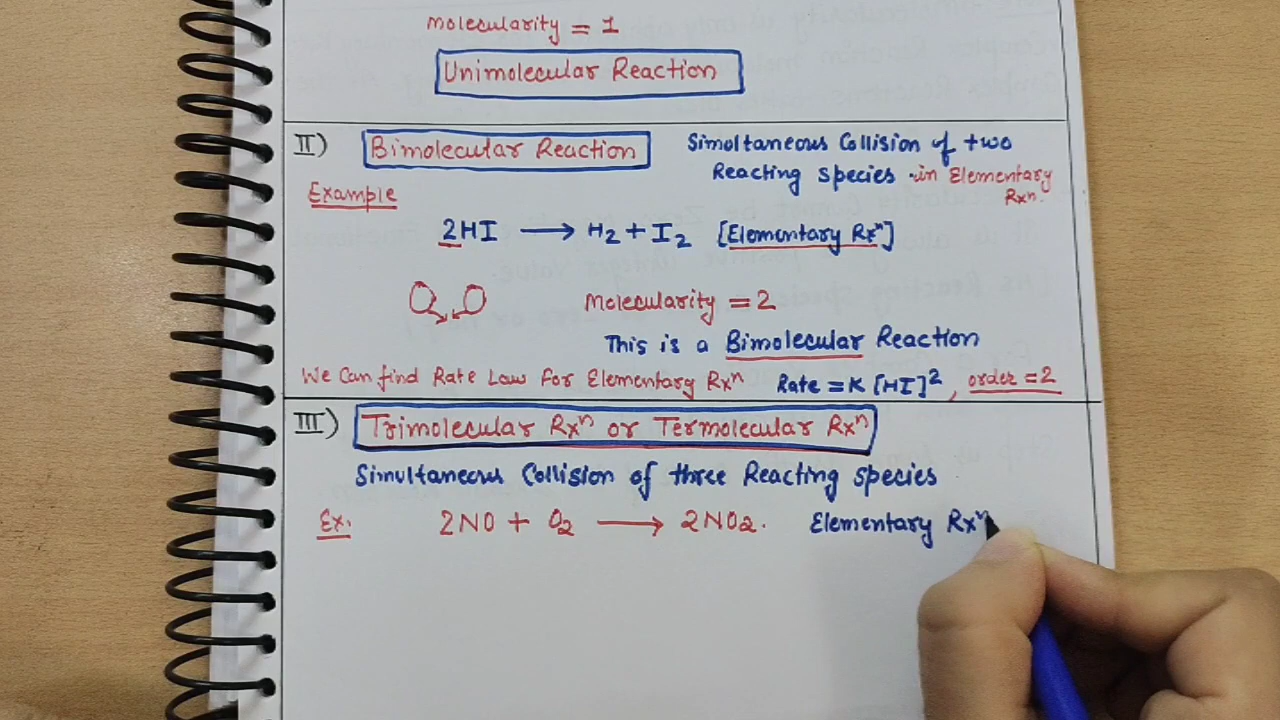 Molecularity = 1
Unimolecular Reaction
II) Bimolecular Reaction Simultaneous Collision of two
Reacting Species in Elementary
Rxn.
Example
2HI → H₂ + I₂ [Elementary Rxⁿ]
Molecularity = 2
This is a Bimolecular Reaction
We Can find Rate Law For Elementary Rxⁿ Rate = K [HI]², order = 2
III) Trimolecular Rxⁿ or Termolecular Rxⁿ
Simultaneous Collision of three Reacting Species
Ex. 2NO + O₂ → 2NO₂. Elementary Rxⁿ